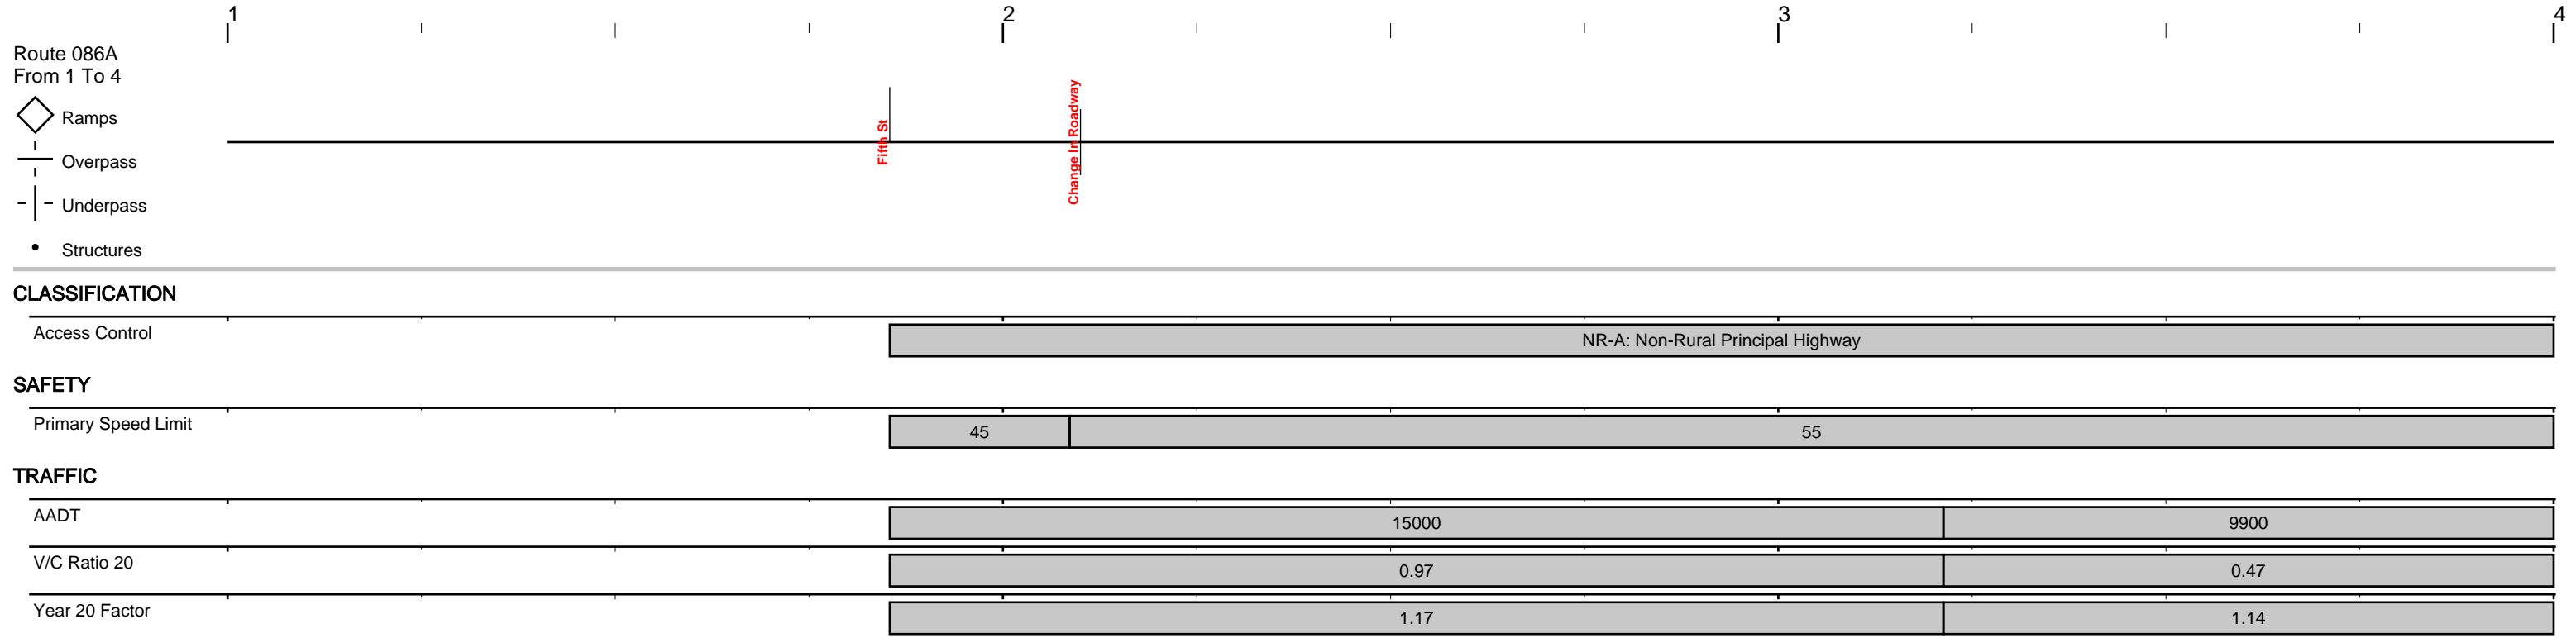 1 2 3 4
Route 086A
From 1 To 4
Ramps
Overpass
Underpass
Structures
Fifth St
Change In Roadway
CLASSIFICATION
Access Control
NR-A: Non-Rural Principal Highway
SAFETY
Primary Speed Limit
45 55
TRAFFIC
AADT
15000 9900
V/C Ratio 20
0.97 0.47
Year 20 Factor
1.17 1.14